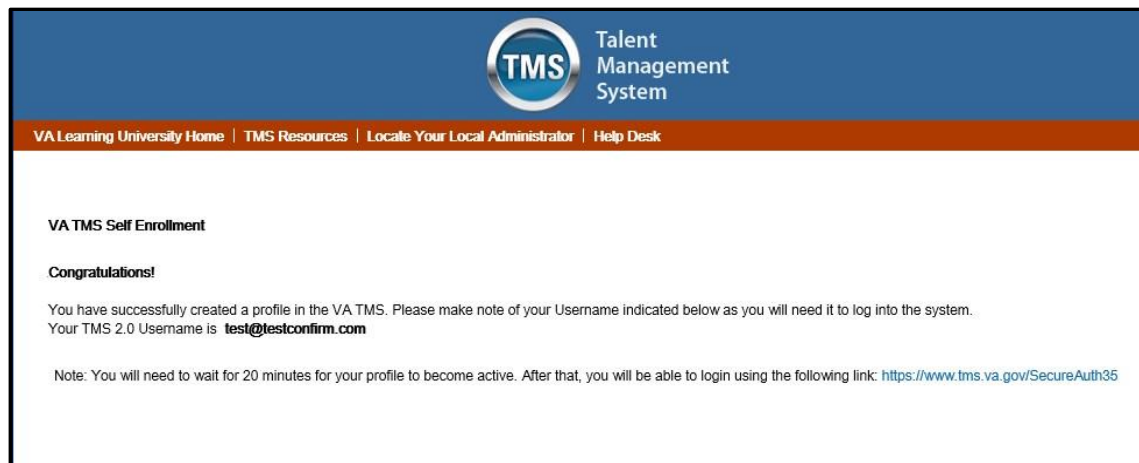 TMS
Talent
Management
System
VA Learning University Home | TMS Resources | Locate Your Local Administrator | Help Desk
VA TMS Self Enrollment
Congratulations!
You have successfully created a profile in the VA TMS. Please make note of your Username indicated below as you will need it to log into the system.
Your TMS 2.0 Username is test@testconfirm.com
Note: You will need to wait for 20 minutes for your profile to become active. After that, you will be able to login using the following link: https://www.tms.va.gov/SecureAuth35